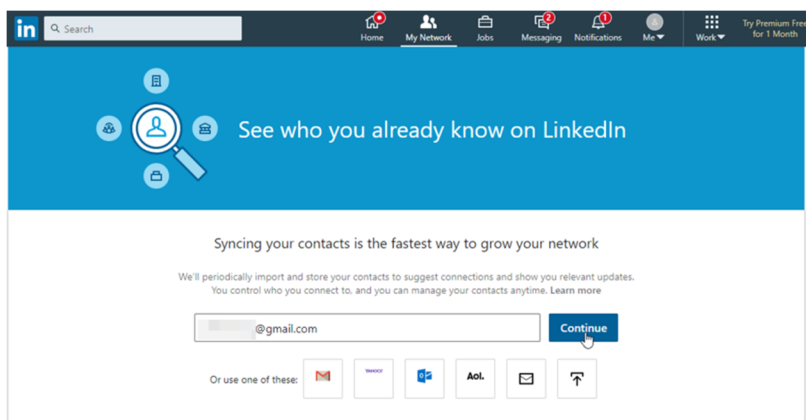 in
Search
Home
My Network
Jobs
2
Messaging
1
Notifications
Me
Work
Try Premium Free
for 1 Month
See who you already know on LinkedIn
Syncing your contacts is the fastest way to grow your network
We'll periodically import and store your contacts to suggest connections and show you relevant updates.
You control who you connect to, and you can manage your contacts anytime. Learn more
@gmail.com
Continue
Or use one of these:
YAHOO!
Aol.